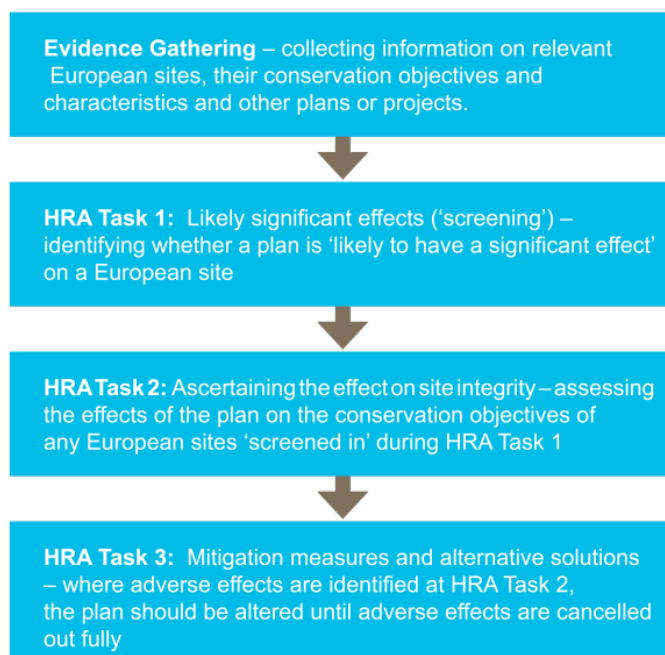 Evidence Gathering – collecting information on relevant
European sites, their conservation objectives and
characteristics and other plans or projects.
HRA Task 1: Likely significant effects (‘screening’) –
identifying whether a plan is ‘likely to have a significant effect’
on a European site
HRA Task 2: Ascertaining the effect on site integrity – assessing
the effects of the plan on the conservation objectives of
any European sites ‘screened in’ during HRA Task 1
HRA Task 3: Mitigation measures and alternative solutions
– where adverse effects are identified at HRA Task 2,
the plan should be altered until adverse effects are cancelled
out fully